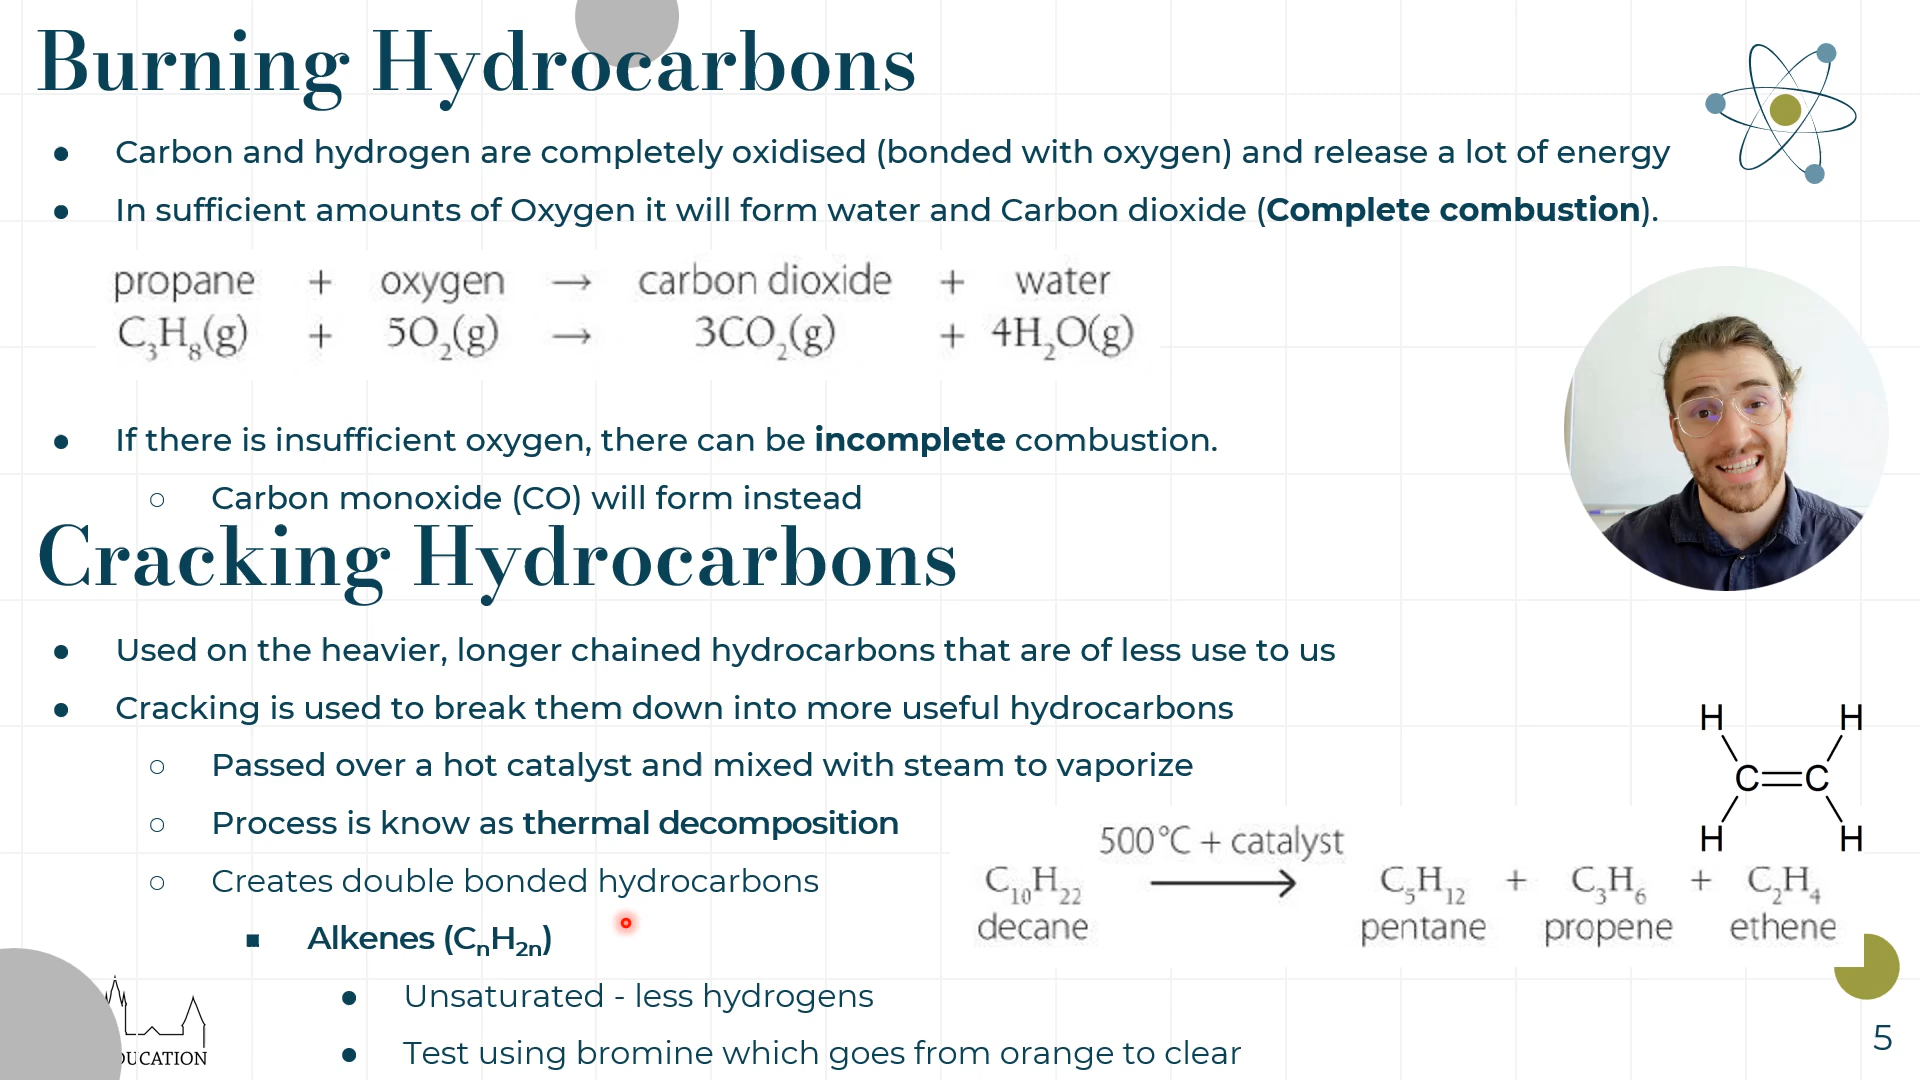 Burning Hydrocarbons
● Carbon and hydrogen are completely oxidised (bonded with oxygen) and release a lot of energy
● In sufficient amounts of Oxygen it will form water and Carbon dioxide (Complete combustion).
propane + oxygen → carbon dioxide + water
C₃H₈(g) + 5O₂(g) → 3CO₂(g) + 4H₂O(g)
● If there is insufficient oxygen, there can be incomplete combustion.
○ Carbon monoxide (CO) will form instead
Cracking Hydrocarbons
● Used on the heavier, longer chained hydrocarbons that are of less use to us
● Cracking is used to break them down into more useful hydrocarbons
○ Passed over a hot catalyst and mixed with steam to vaporize
○ Process is know as thermal decomposition
○ Creates double bonded hydrocarbons
■ Alkenes (CₙH₂ₙ)
● Unsaturated - less hydrogens
● Test using bromine which goes from orange to clear
H H
C=C
H H
500°C + catalyst
C₁₀H₂₂ → C₅H₁₂ + C₃H₆ + C₂H₄
decane pentane propene ethene
5